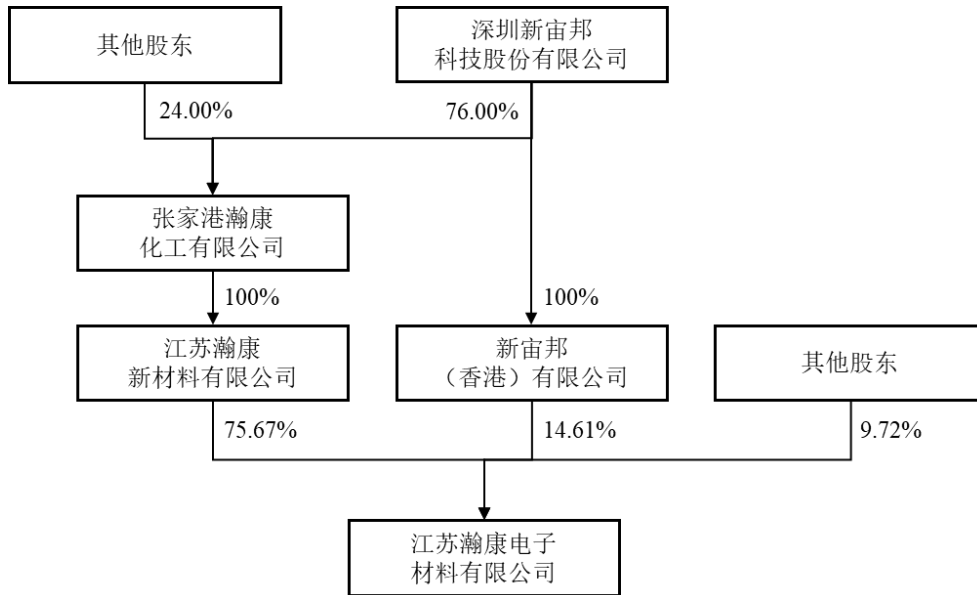 其他股东
深圳新宙邦
科技股份有限公司
24.00%
76.00%
张家港瀚康
化工有限公司
100%
100%
江苏瀚康
新材料有限公司
新宙邦
（香港）有限公司
其他股东
75.67%
14.61%
9.72%
江苏瀚康电子
材料有限公司